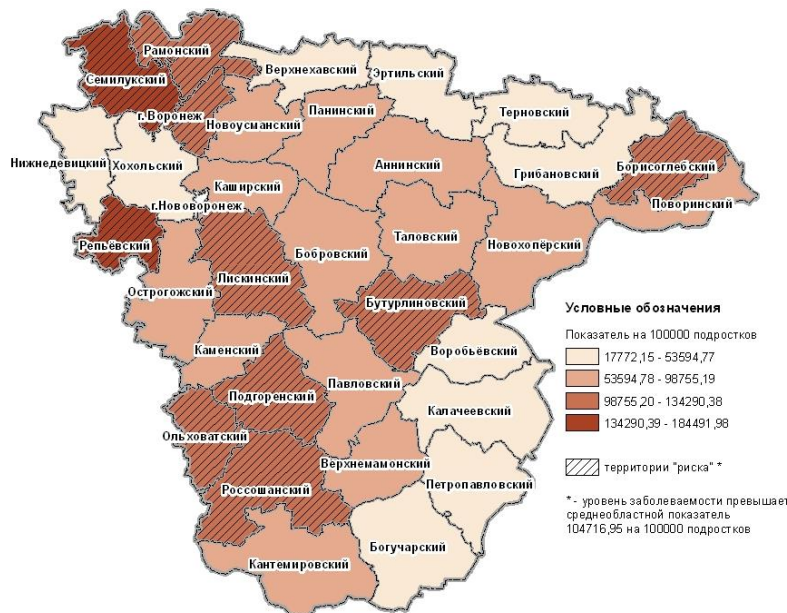 Рамонский
Семилукский
Верхнехавский
Эртильский
г. Воронеж
Новоусманский
Панинский
Терновский
Нижнедевицкий
Хохольский
Аннинский
Грибановский
Борисоглебский
Каширский
Поворинский
г.Нововоронеж
Репьёвский
Лискинский
Бобровский
Таловский
Новохопёрский
Острогожский
Бутурлиновский
Каменский
Воробьёвский
Подгоренский
Павловский
Калачеевский
Ольховатский
Верхнемамонский
Россошанский
Петропавловский
Богучарский
Кантемировский
Условные обозначения
Показатель на 100000 подростков
17772,15 - 53594,77
53594,78 - 98755,19
98755,20 - 134290,38
134290,39 - 184491,98
территории "риска" *
* - уровень заболеваемости превышает
среднеобластной показатель
104716,95 на 100000 подростков